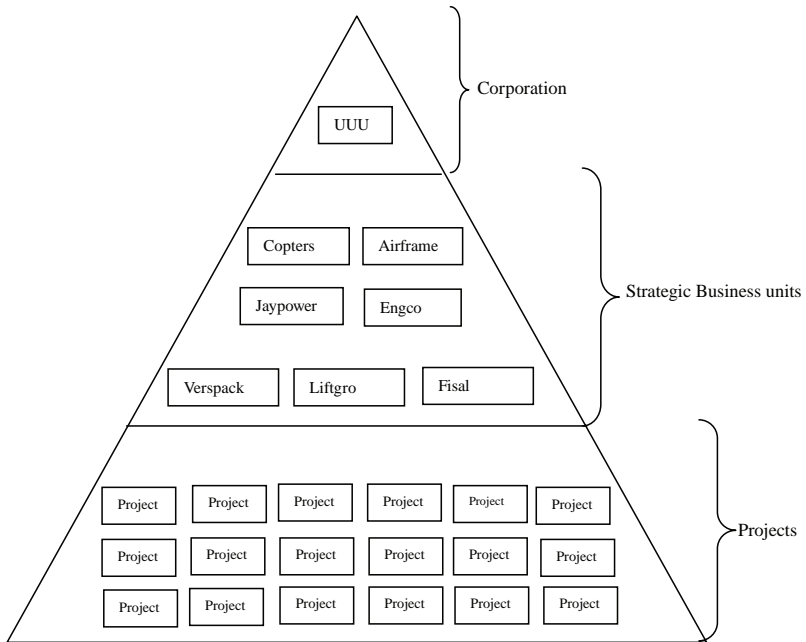 Corporation
UUU
Copters Airframe
Strategic Business units
Jaypower Engco
Verspack Liftgro Fisal
Project Project Project Project Project Project
Projects
Project Project Project Project Project Project
Project Project Project Project Project Project